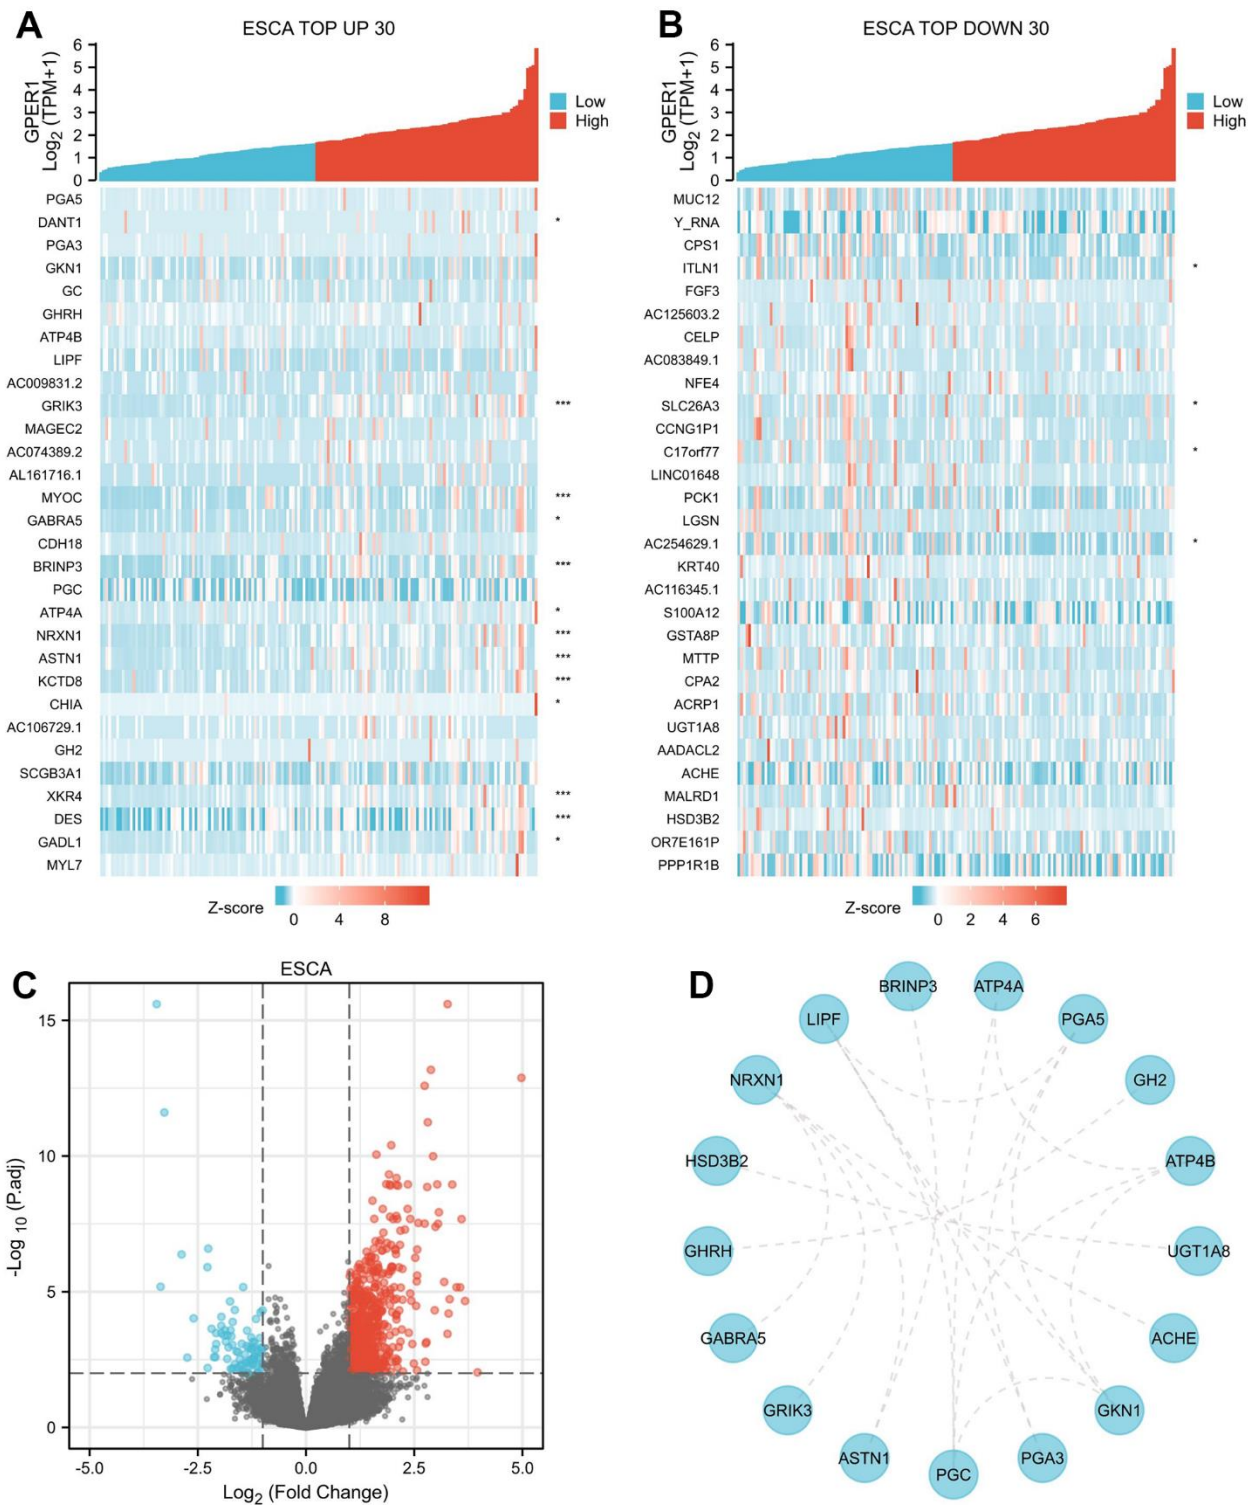 A
ESCA TOP UP 30
GPER1
Log2 (TPM+1)
6
5
4
3
2
1
0
Low
High
PGA5
DANT1 *
PGA3
GKN1
GC
GHRH
ATP4B
LIPF
AC009831.2
GRIK3 ***
MAGEC2
AC074389.2
AL161716.1
MYOC ***
GABRA5 *
CDH18
BRINP3 ***
PGC
ATP4A *
NRXN1 ***
ASTN1 ***
KCTD8 ***
CHIA *
AC106729.1
GH2
SCGB3A1
XKR4 ***
DES ***
GADL1 *
MYL7
Z-score
0 4 8
B
ESCA TOP DOWN 30
GPER1
Log2 (TPM+1)
6
5
4
3
2
1
0
Low
High
MUC12
Y_RNA
CPS1
ITLN1 *
FGF3
AC125603.2
CELP
AC083849.1
NFE4
SLC26A3 *
CCNG1P1
C17orf77 *
LINC01648
PCK1
LGSN
AC254629.1 *
KRT40
AC116345.1
S100A12
GSTA8P
MTTP
CPA2
ACRP1
UGT1A8
AADACL2
ACHE
MALRD1
HSD3B2
OR7E161P
PPP1R1B
Z-score
0 2 4 6
C
ESCA
-Log 10 (P.adj)
15
10
5
0
-5.0 -2.5 0.0 2.5 5.0
Log2 (Fold Change)
D
BRINP3
ATP4A
LIPF
PGA5
NRXN1
GH2
HSD3B2
ATP4B
GHRH
UGT1A8
GABRA5
ACHE
GRIK3
GKN1
ASTN1
PGA3
PGC